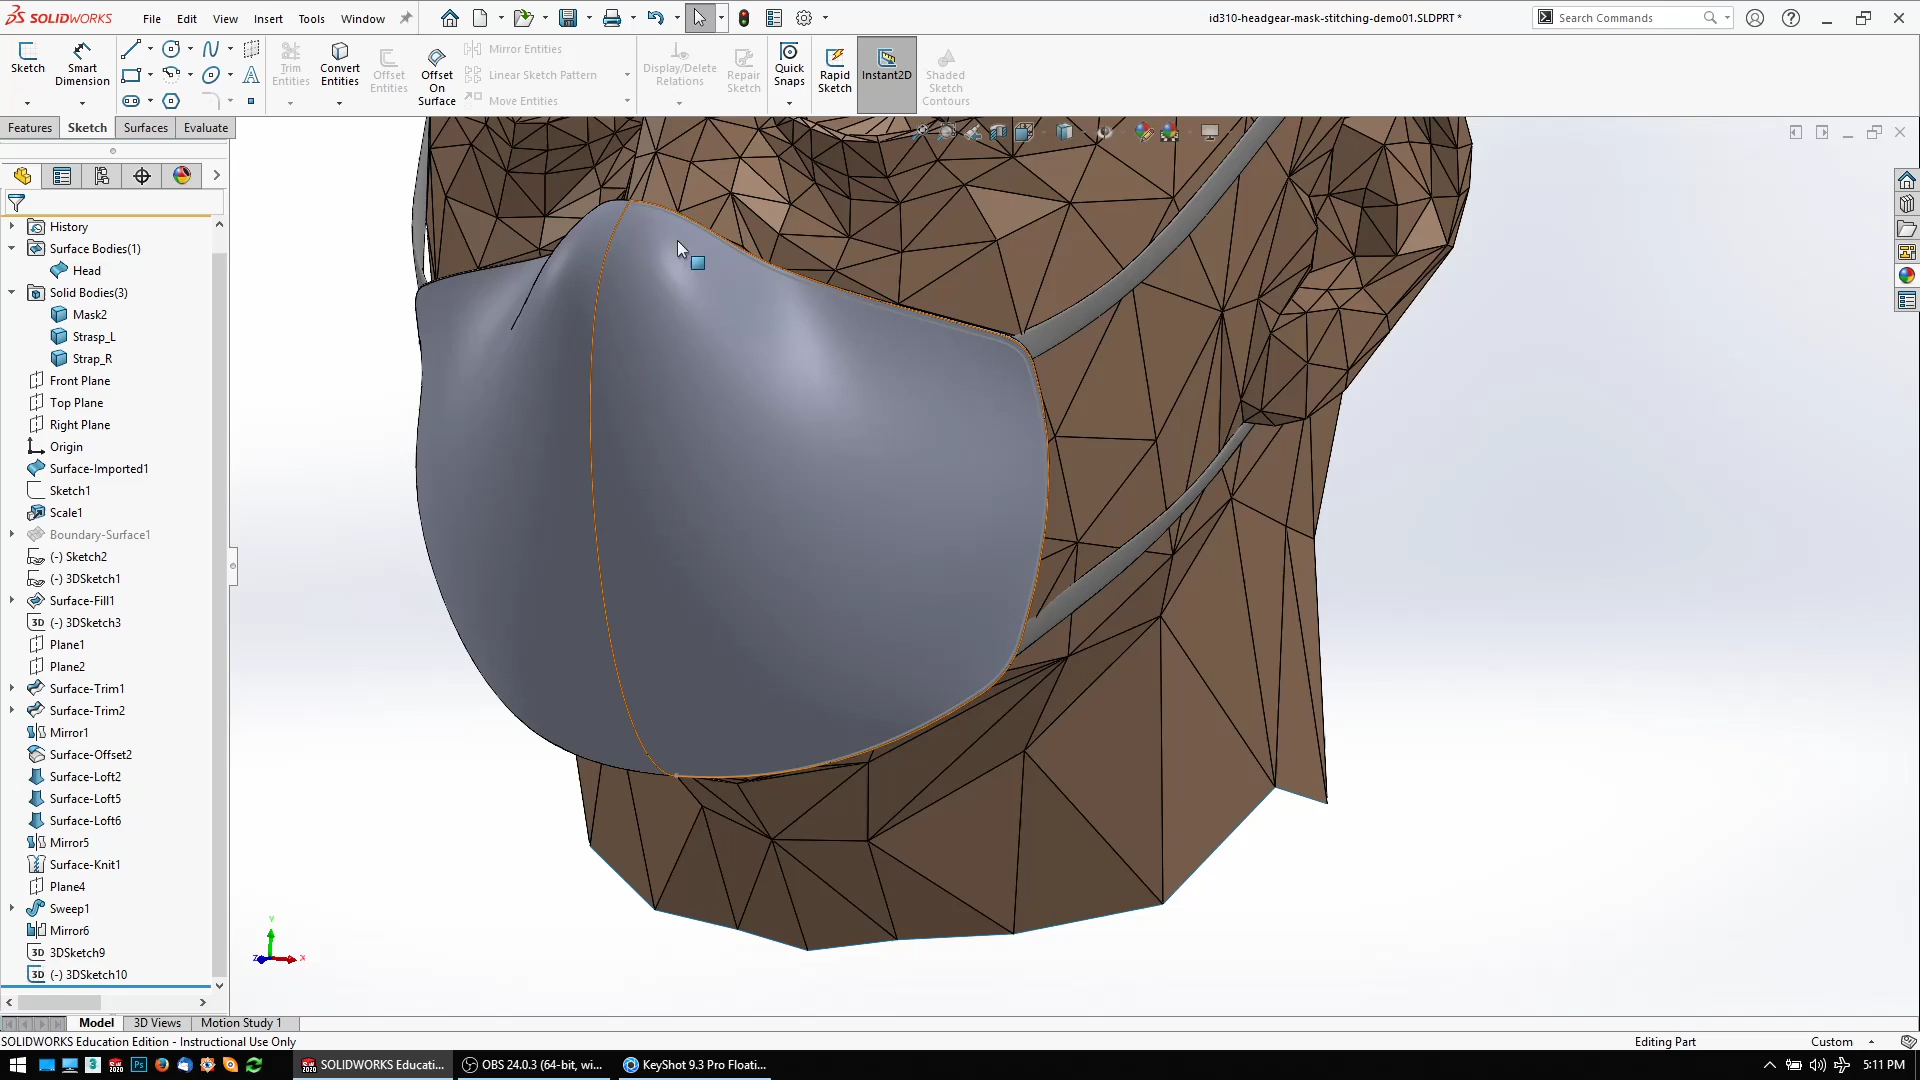 SOLIDWORKS
File Edit View Insert Tools Window
id310-headgear-mask-stitching-demo01.SLDPRT *
Search Commands
Sketch
Smart Dimension
Trim Entities
Convert Entities
Offset Entities
Offset On Surface
Mirror Entities
Linear Sketch Pattern
Move Entities
Display/Delete Relations
Repair Sketch
Quick Snaps
Rapid Sketch
Instant2D
Shaded Sketch Contours
Features Sketch Surfaces Evaluate
History
Surface Bodies(1)
Head
Solid Bodies(3)
Mask2
Strasp_L
Strap_R
Front Plane
Top Plane
Right Plane
Origin
Surface-Imported1
Sketch1
Scale1
Boundary-Surface1
(-) Sketch2
(-) 3DSketch1
Surface-Fill1
3D (-) 3DSketch3
Plane1
Plane2
Surface-Trim1
Surface-Trim2
Mirror1
Surface-Offset2
Surface-Loft2
Surface-Loft5
Surface-Loft6
Mirror5
Surface-Knit1
Plane4
Sweep1
Mirror6
3D 3DSketch9
3D (-) 3DSketch10
Y
Z X
Model 3D Views Motion Study 1
SOLIDWORKS Education Edition - Instructional Use Only
Editing Part
Custom
SOLIDWORKS Educati...
OBS 24.0.3 (64-bit, wi...
KeyShot 9.3 Pro Floati...
5:11 PM